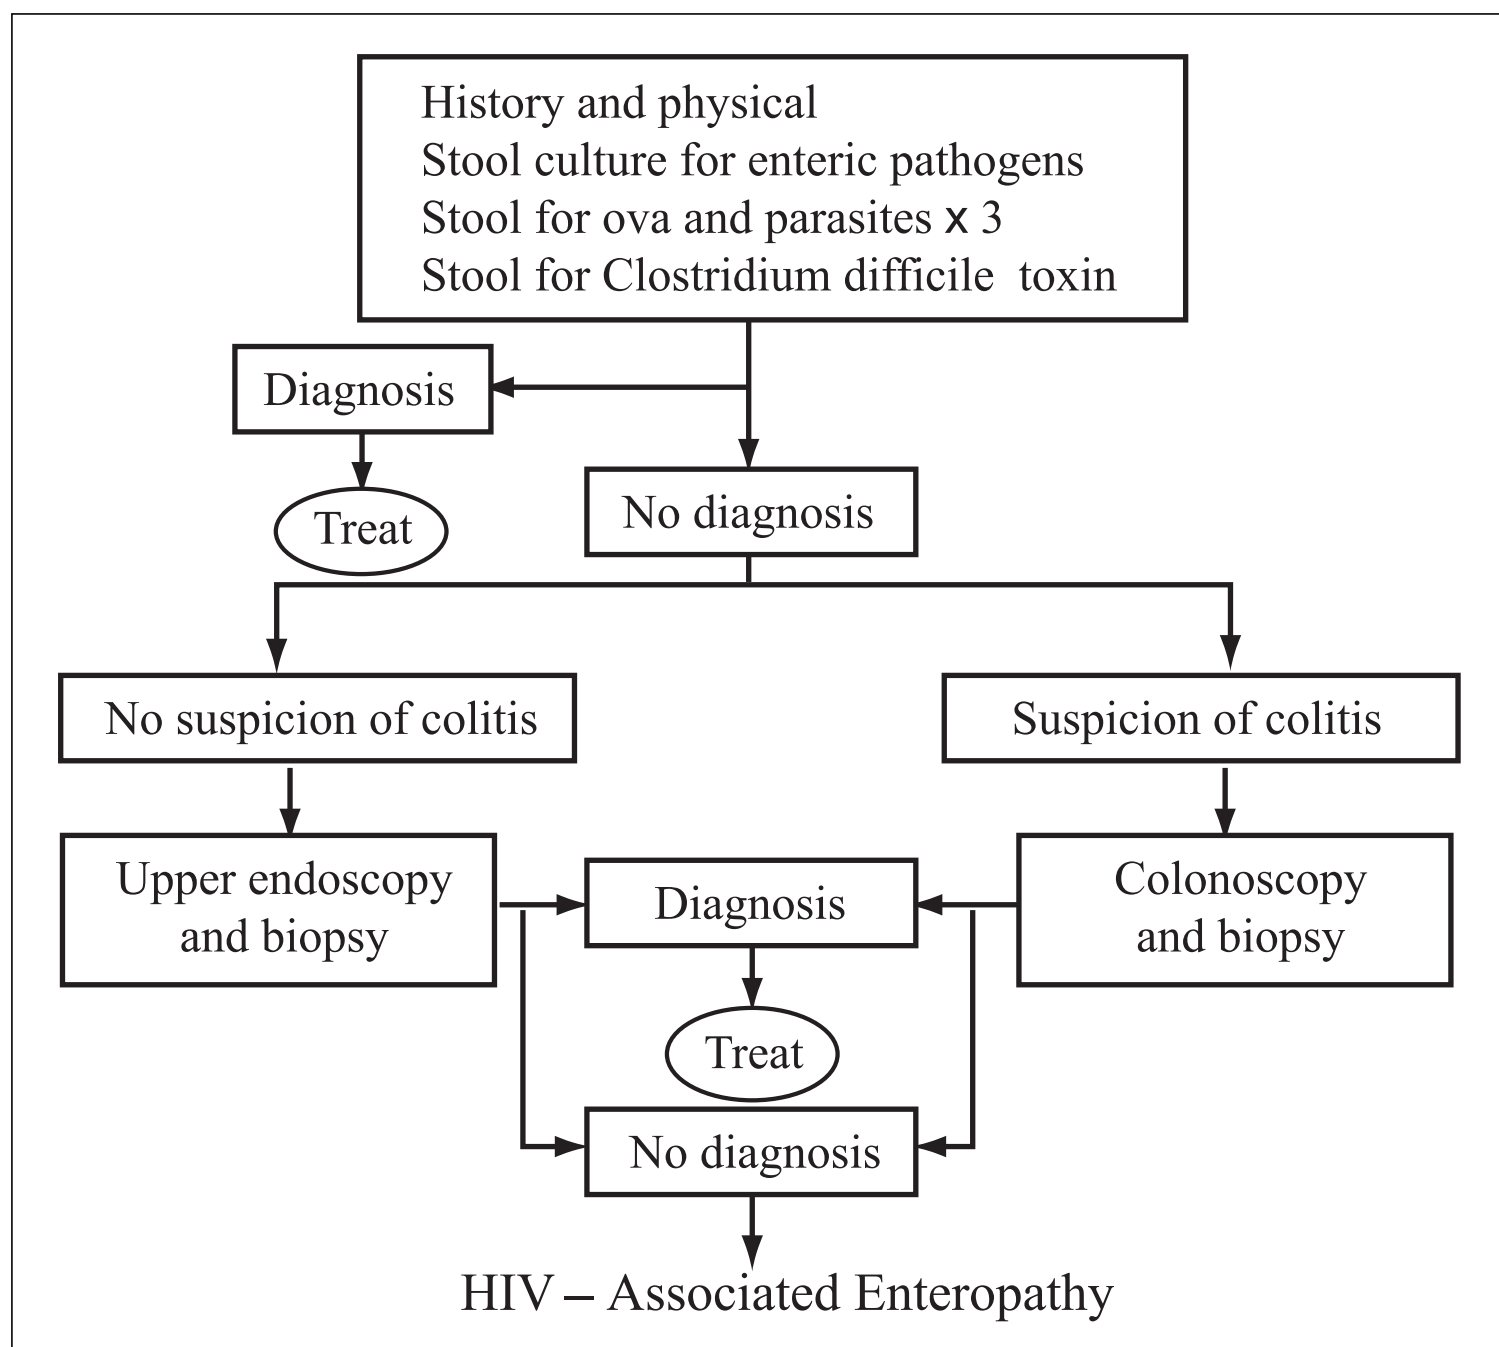 History and physical
Stool culture for enteric pathogens
Stool for ova and parasites x 3
Stool for Clostridium difficile toxin
Diagnosis
Treat
No diagnosis
No suspicion of colitis
Suspicion of colitis
Upper endoscopy
and biopsy
Diagnosis
Colonoscopy
and biopsy
Treat
No diagnosis
HIV – Associated Enteropathy